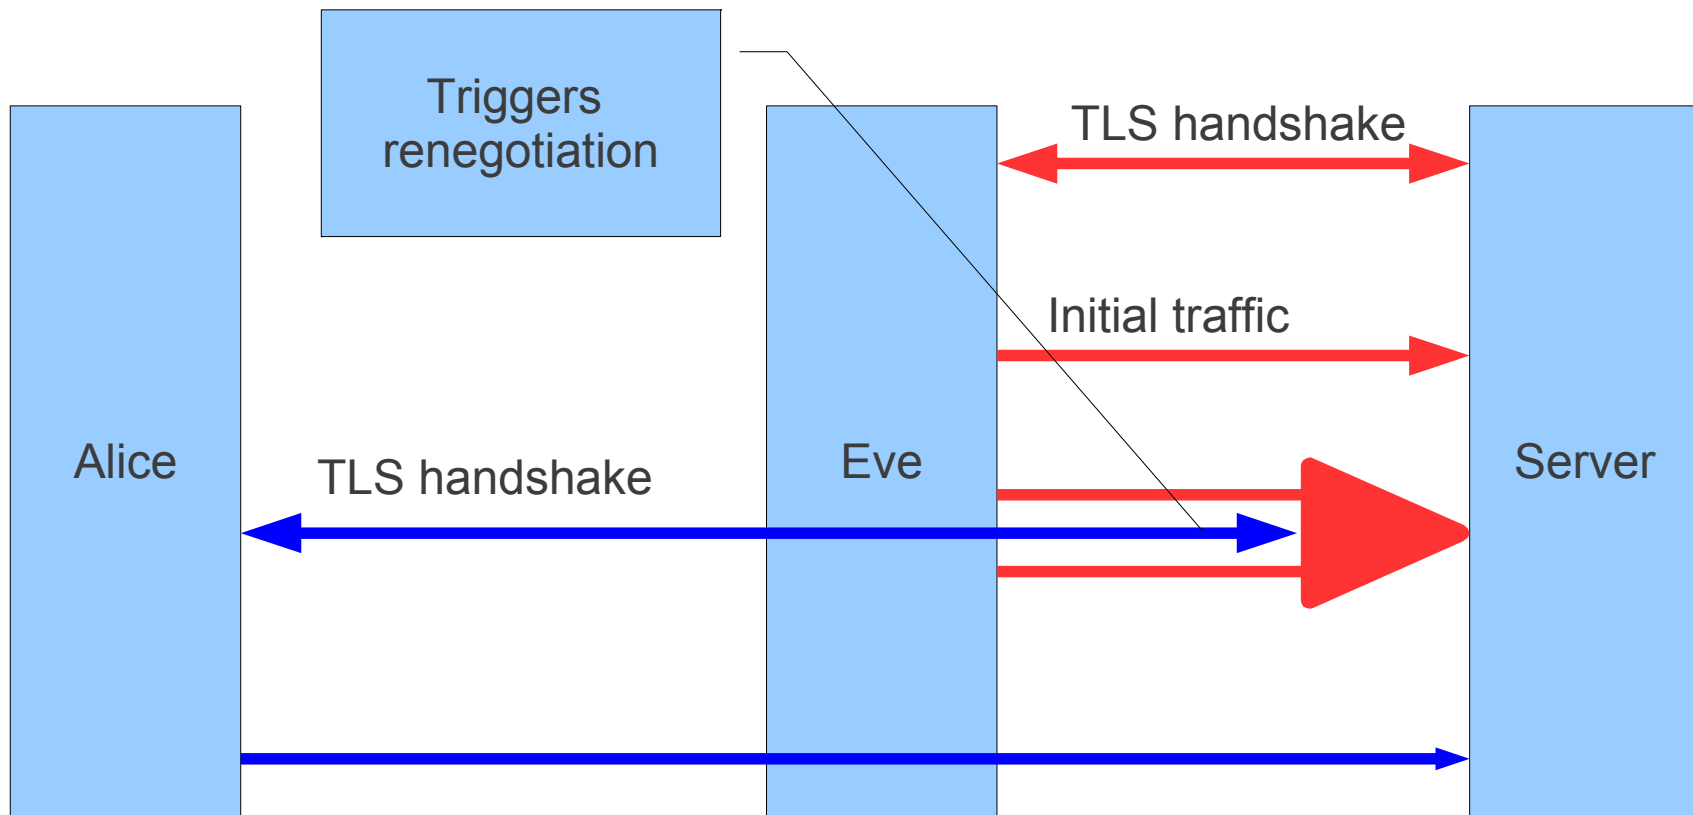 Triggers
renegotiation
TLS handshake
Initial traffic
Alice
TLS handshake
Eve
Server